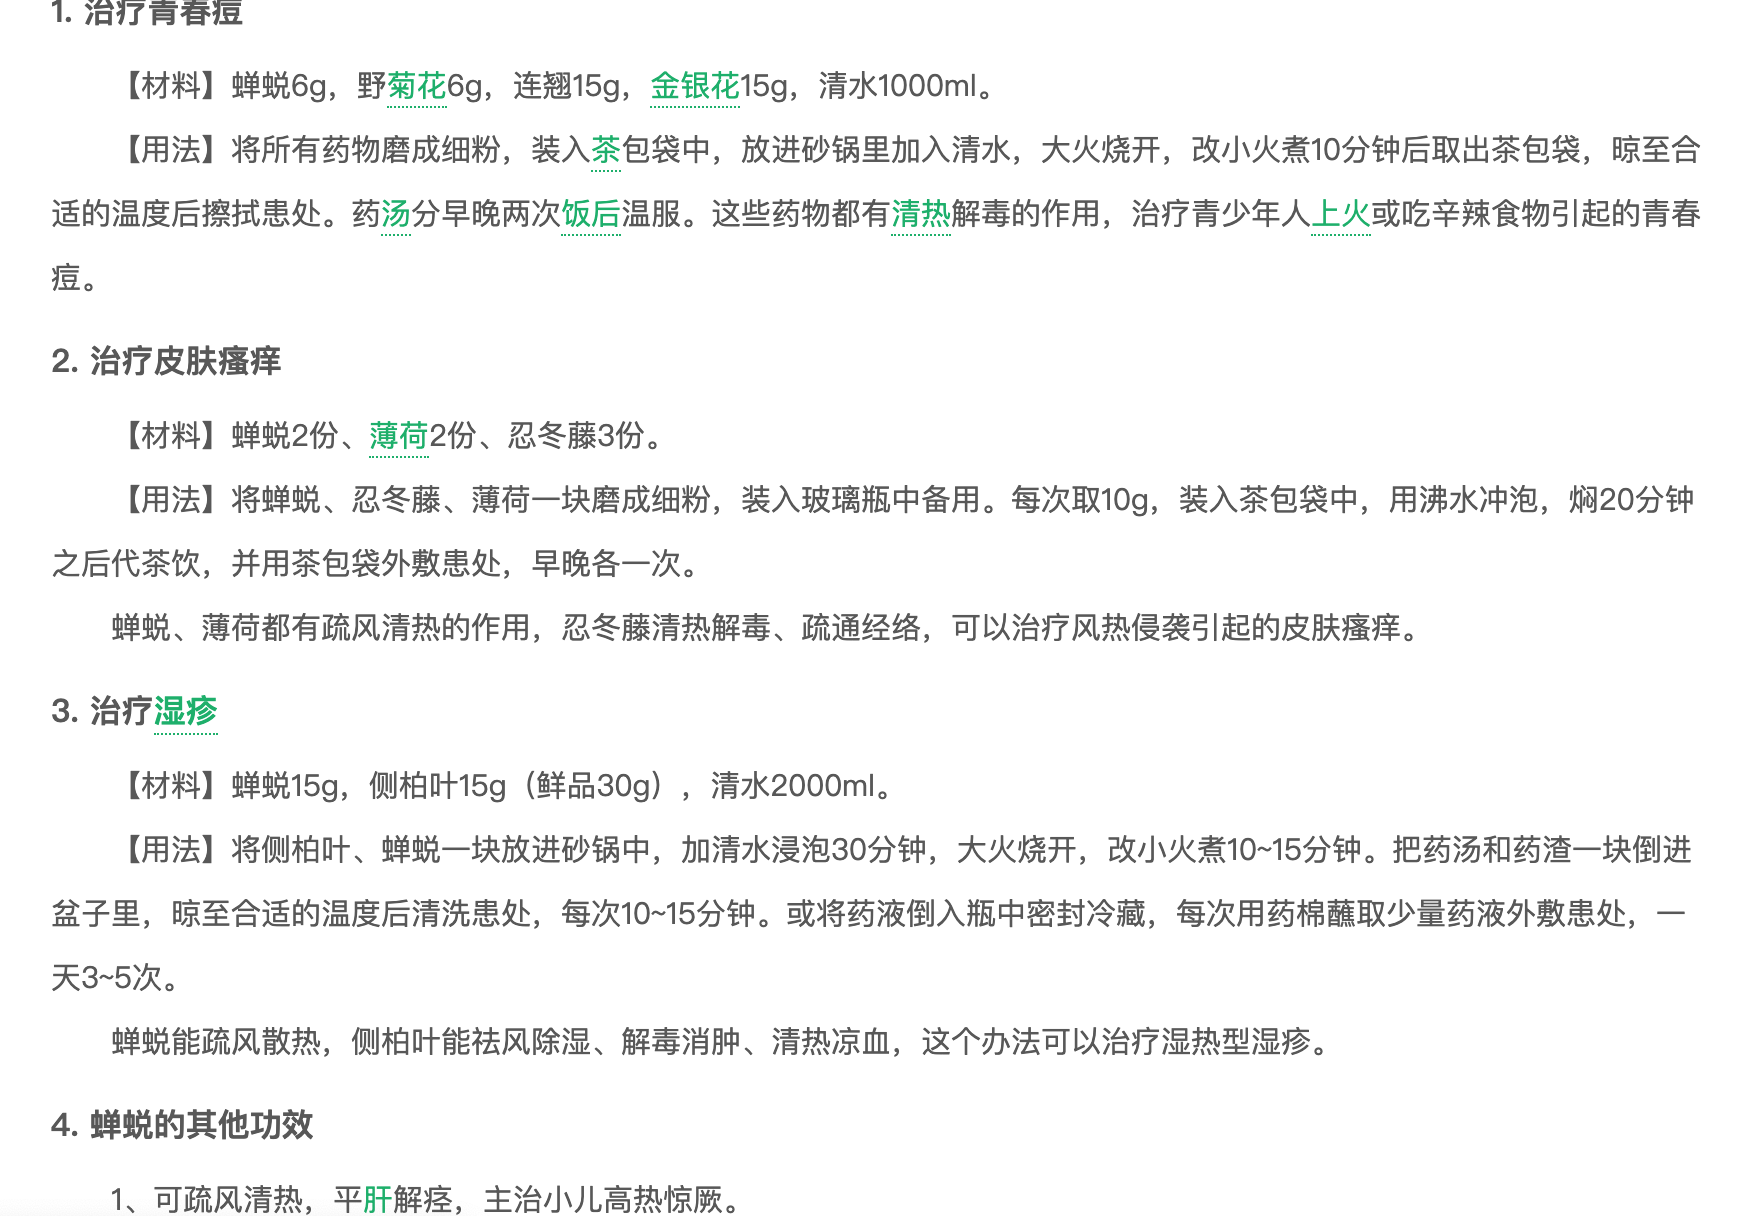 1. 治疗青春痘
【材料】蝉蜕6g，野菊花6g，连翘15g，金银花15g，清水1000ml。
【用法】将所有药物磨成细粉，装入茶包袋中，放进砂锅里加入清水，大火烧开，改小火煮10分钟后取出茶包袋，晾至合
适的温度后擦拭患处。药汤分早晚两次饭后温服。这些药物都有清热解毒的作用，治疗青少年人上火或吃辛辣食物引起的青春
痘。
2. 治疗皮肤瘙痒
【材料】蝉蜕2份、薄荷2份、忍冬藤3份。
【用法】将蝉蜕、忍冬藤、薄荷一块磨成细粉，装入玻璃瓶中备用。每次取10g，装入茶包袋中，用沸水冲泡，焖20分钟
之后代茶饮，并用茶包袋外敷患处，早晚各一次。
蝉蜕、薄荷都有疏风清热的作用，忍冬藤清热解毒、疏通经络，可以治疗风热侵袭引起的皮肤瘙痒。
3. 治疗湿疹
【材料】蝉蜕15g，侧柏叶15g（鲜品30g），清水2000ml。
【用法】将侧柏叶、蝉蜕一块放进砂锅中，加清水浸泡30分钟，大火烧开，改小火煮10~15分钟。把药汤和药渣一块倒进
盆子里，晾至合适的温度后清洗患处，每次10~15分钟。或将药液倒入瓶中密封冷藏，每次用药棉蘸取少量药液外敷患处，一
天3~5次。
蝉蜕能疏风散热，侧柏叶能祛风除湿、解毒消肿、清热凉血，这个办法可以治疗湿热型湿疹。
4. 蝉蜕的其他功效
1、可疏风清热，平肝解痉，主治小儿高热惊厥。